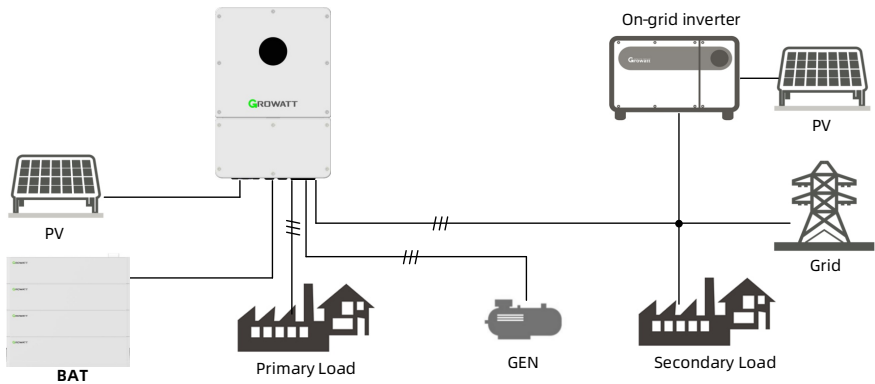 On-grid inverter
GROWATT
GROWATT
PV
PV
Grid
BAT
Primary Load
GEN
Secondary Load